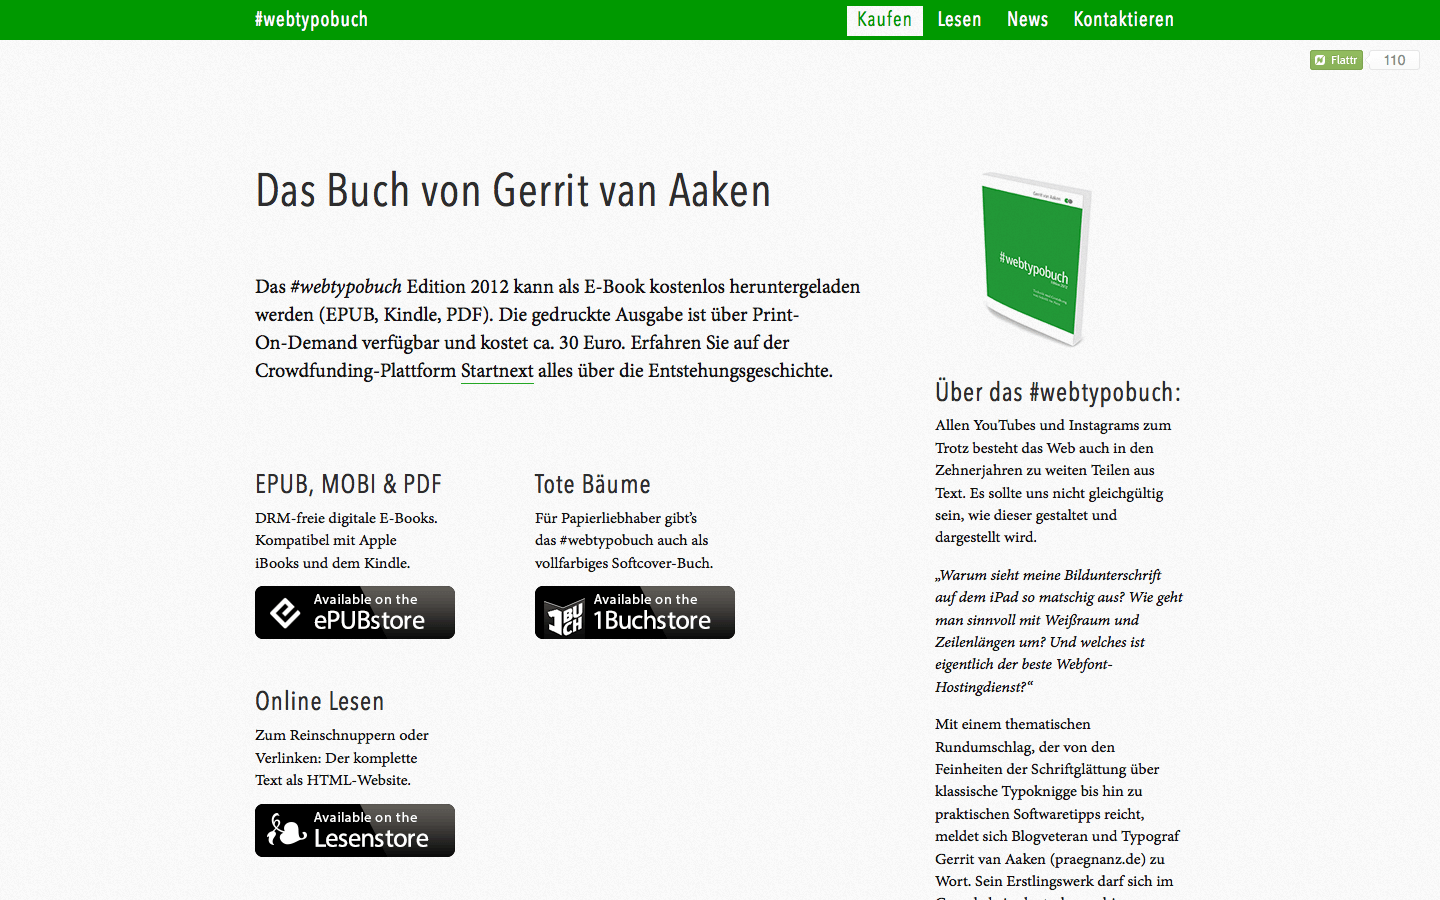 #webtypobuch
Kaufen
Lesen
News
Kontaktieren
Flattr
110
Das Buch von Gerrit van Aaken
Das #webtypobuch Edition 2012 kann als E-Book kostenlos heruntergeladen
werden (EPUB, Kindle, PDF). Die gedruckte Ausgabe ist über Print-
On-Demand verfügbar und kostet ca. 30 Euro. Erfahren Sie auf der
Crowdfunding-Plattform Startnext alles über die Entstehungsgeschichte.
EPUB, MOBI & PDF
DRM-freie digitale E-Books.
Kompatibel mit Apple
iBooks und dem Kindle.
Available on the
ePUBstore
Tote Bäume
Für Papierliebhaber gibt’s
das #webtypobuch auch als
vollfarbiges Softcover-Buch.
1BUCH
Available on the
1Buchstore
Online Lesen
Zum Reinschnuppern oder
Verlinken: Der komplette
Text als HTML-Website.
Available on the
Lesenstore
Gerrit van Aaken
#webtypobuch
Über das #webtypobuch:
Allen YouTubes und Instagrams zum
Trotz besteht das Web auch in den
Zehnerjahren zu weiten Teilen aus
Text. Es sollte uns nicht gleichgültig
sein, wie dieser gestaltet und
dargestellt wird.
„Warum sieht meine Bildunterschrift
auf dem iPad so matschig aus? Wie geht
man sinnvoll mit Weißraum und
Zeilenlängen um? Und welches ist
eigentlich der beste Webfont-
Hostingdienst?“
Mit einem thematischen
Rundumschlag, der von den
Feinheiten der Schriftglättung über
klassische Typoknigge bis hin zu
praktischen Softwaretipps reicht,
meldet sich Blogveteran und Typograf
Gerrit van Aaken (praegnanz.de) zu
Wort. Sein Erstlingswerk darf sich im